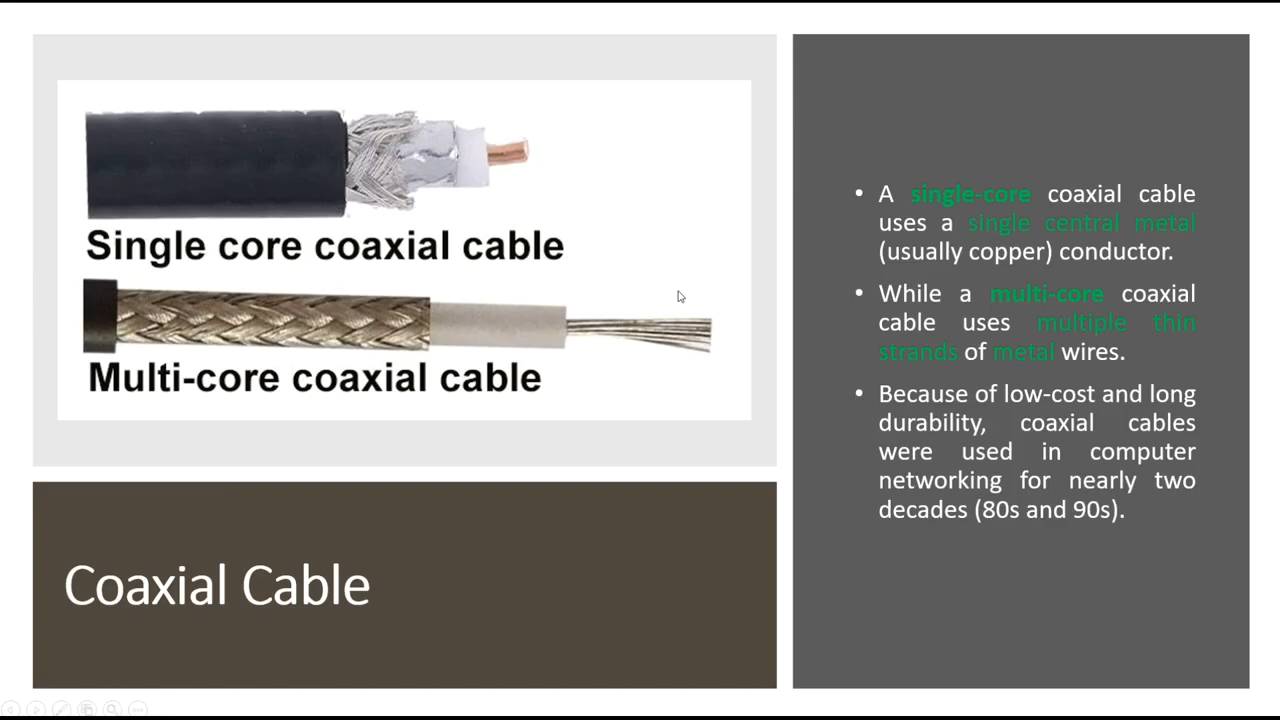 Single core coaxial cable
Multi-core coaxial cable
Coaxial Cable
• A single-core coaxial cable
uses a single central metal
(usually copper) conductor.
• While a multi-core coaxial
cable uses multiple thin
strands of metal wires.
• Because of low-cost and long
durability, coaxial cables
were used in computer
networking for nearly two
decades (80s and 90s).